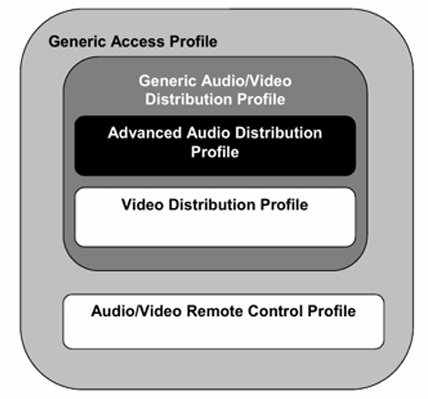 Generic Access Profile
Generic Audio/Video
Distribution Profile
Advanced Audio Distribution
Profile
Video Distribution Profile
Audio/Video Remote Control Profile